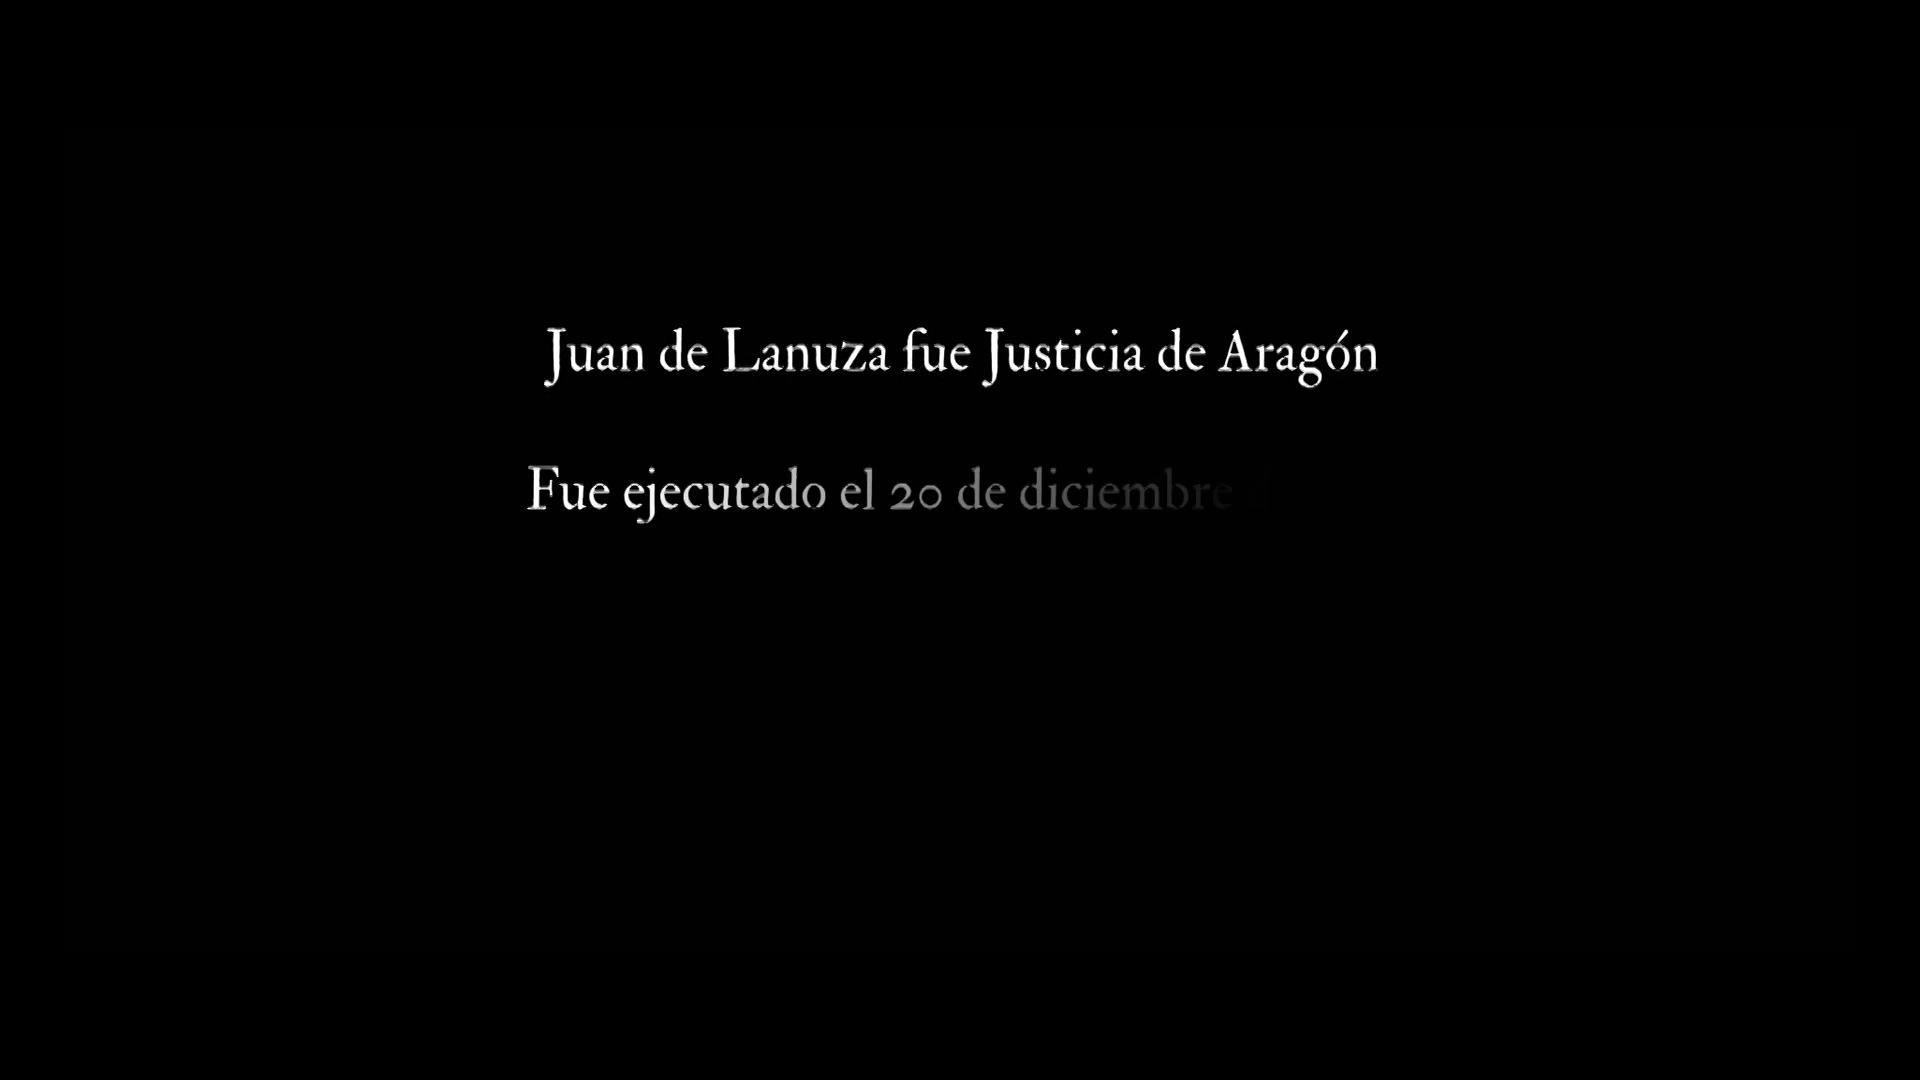 Juan de Lanuza fue Justicia de Aragón
Fue ejecutado el 20 de diciembre